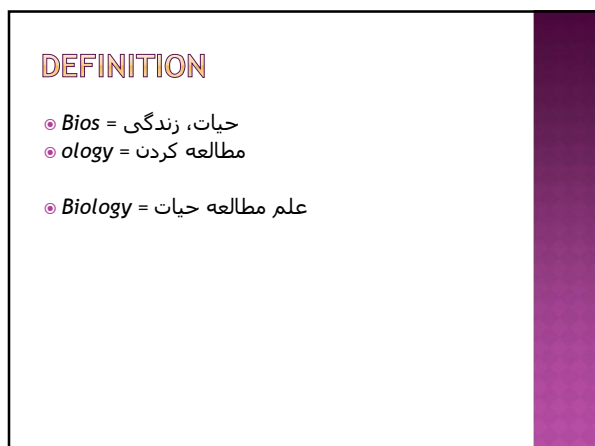 DEFINITION
Bios = حیات، زندگی
ology = مطالعه کردن
Biology = علم مطالعه حیات